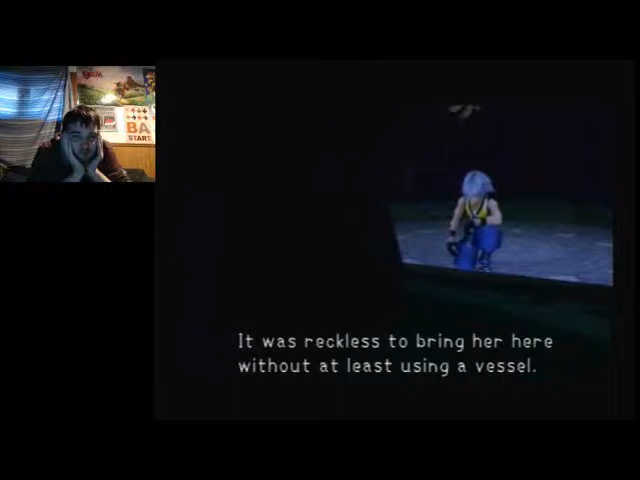 BA
START
It was reckless to bring her here
without at least using a vessel.